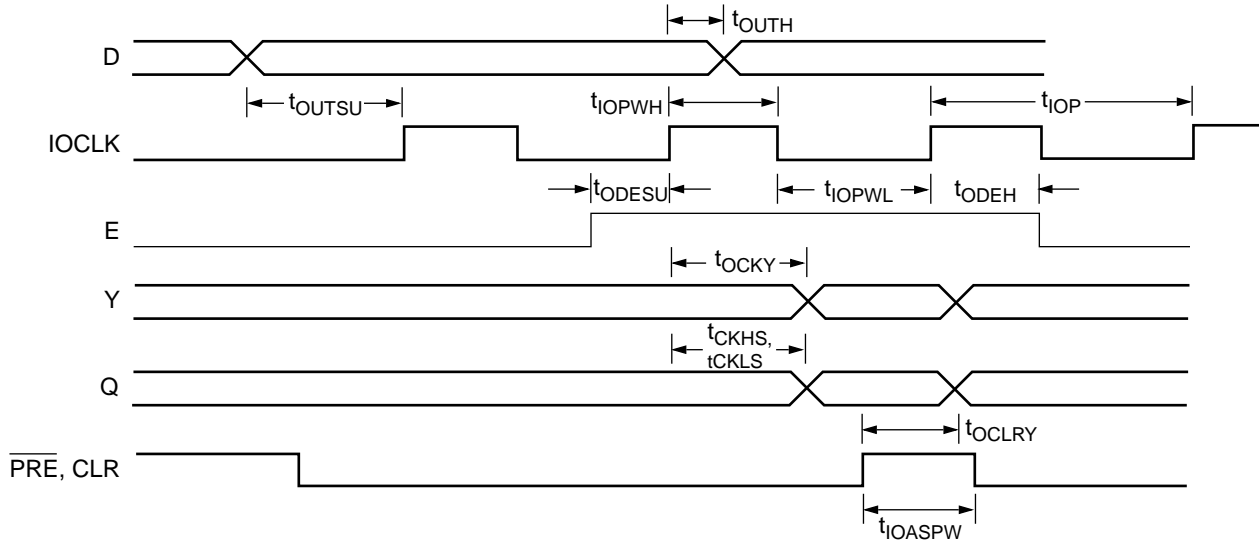 tOUTH
D
tOUTSU
tIOPWH
tIOP
IOCLK
tODESU
tIOPWL
tODEH
E
tOCKY
Y
tCKHS,
tCKLS
Q
tOCLRY
PRE, CLR
tIOASPW